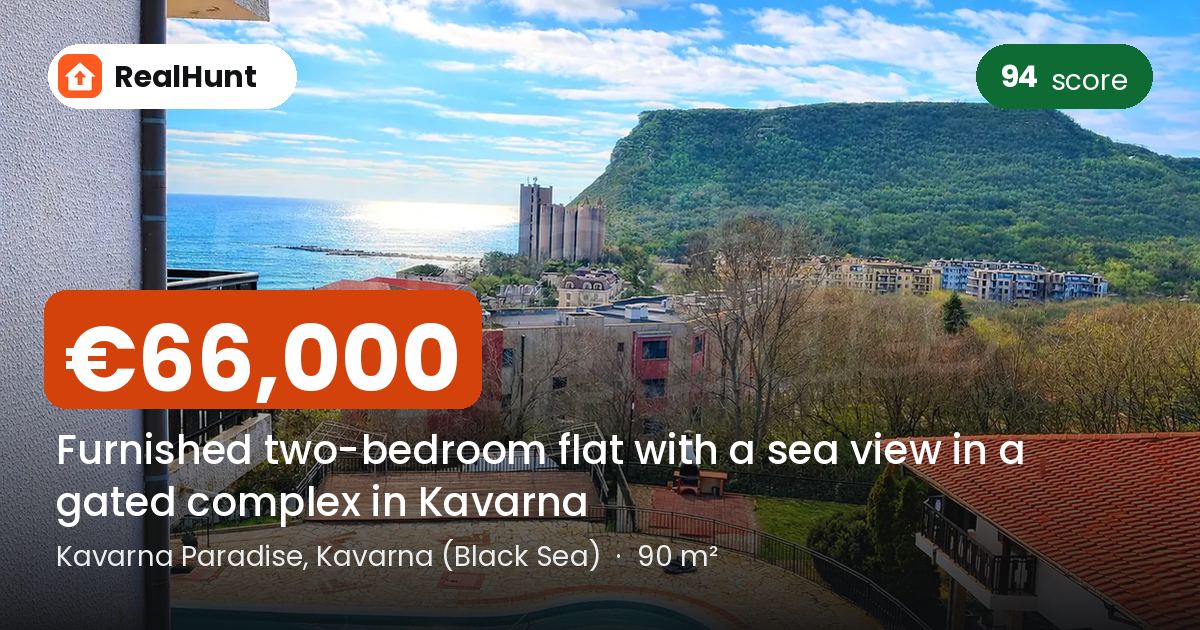 RealHunt
94 score
€66,000
Furnished two-bedroom flat with a sea view in a
gated complex in Kavarna
Kavarna Paradise, Kavarna (Black Sea) · 90 m²